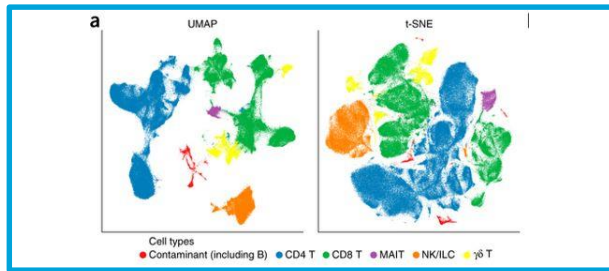 a
UMAP
t-SNE
Cell types
Contaminant (including B) CD4 T CD8 T MAIT NK/ILC γδ T